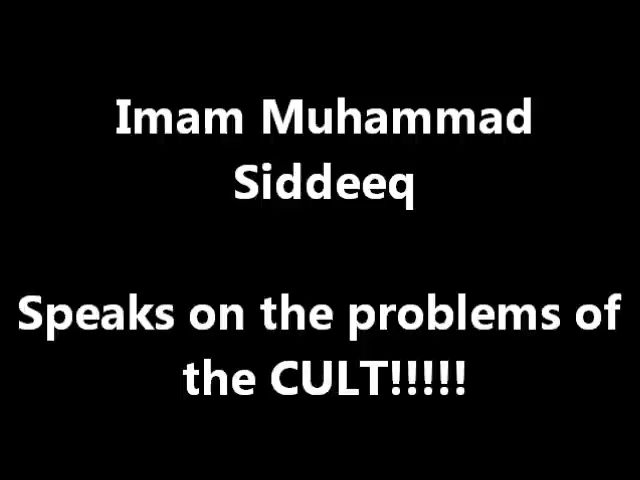 Imam Muhammad
Siddeeq
Speaks on the problems of
the CULT!!!!!